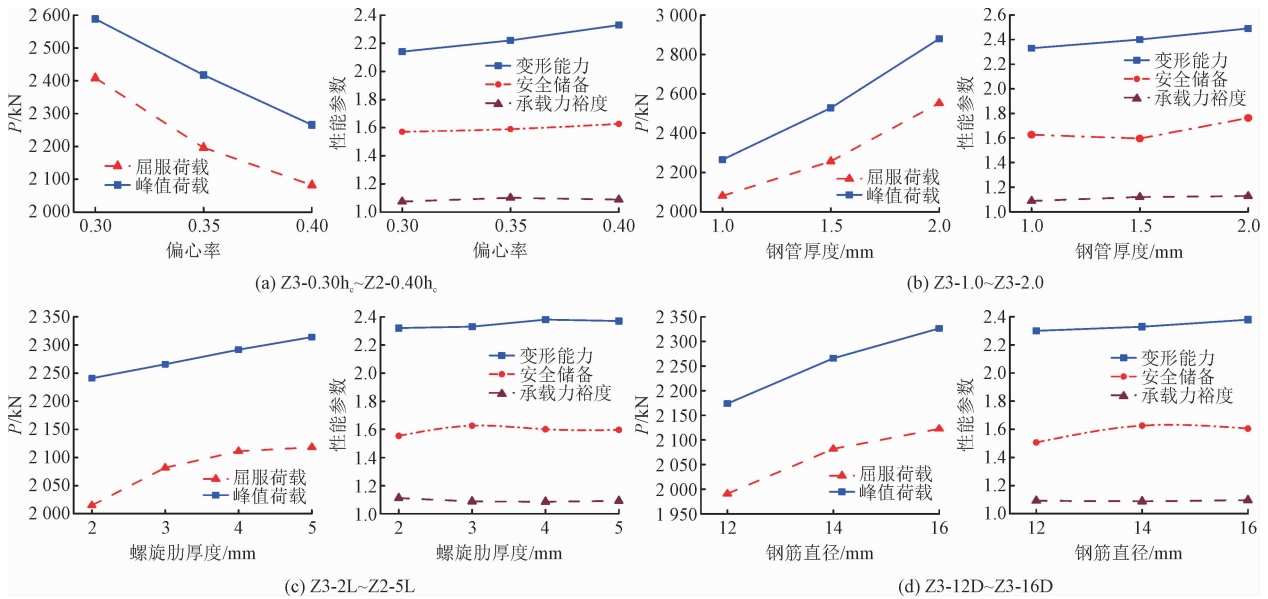 2 600
2 500
2 400
2 300
2 200
2 100
2 000
P/kN
屈服荷载
峰值荷载
0.30
0.35
0.40
偏心率
2.4
2.2
2.0
1.8
1.6
1.4
1.2
1.0
性能参数
变形能力
安全储备
承载力裕度
0.30
0.35
0.40
偏心率
(a) Z3-0.30hc~Z2-0.40hc
3 000
2 800
2 600
2 400
2 200
2 000
P/kN
屈服荷载
峰值荷载
1.0
1.5
2.0
钢管厚度/mm
2.6
2.4
2.2
2.0
1.8
1.6
1.4
1.2
1.0
性能参数
变形能力
安全储备
承载力裕度
1.0
1.5
2.0
钢管厚度/mm
(b) Z3-1.0~Z3-2.0
2 350
2 300
2 250
2 200
2 150
2 100
2 050
2 000
P/kN
屈服荷载
峰值荷载
2
3
4
5
螺旋肋厚度/mm
2.4
2.2
2.0
1.8
1.6
1.4
1.2
1.0
性能参数
变形能力
安全储备
承载力裕度
2
3
4
5
螺旋肋厚度/mm
(c) Z3-2L~Z2-5L
2 350
2 300
2 250
2 200
2 150
2 100
2 050
2 000
1 950
P/kN
屈服荷载
峰值荷载
12
14
16
钢筋直径/mm
2.4
2.2
2.0
1.8
1.6
1.4
1.2
1.0
性能参数
变形能力
安全储备
承载力裕度
12
14
16
钢筋直径/mm
(d) Z3-12D~Z3-16D